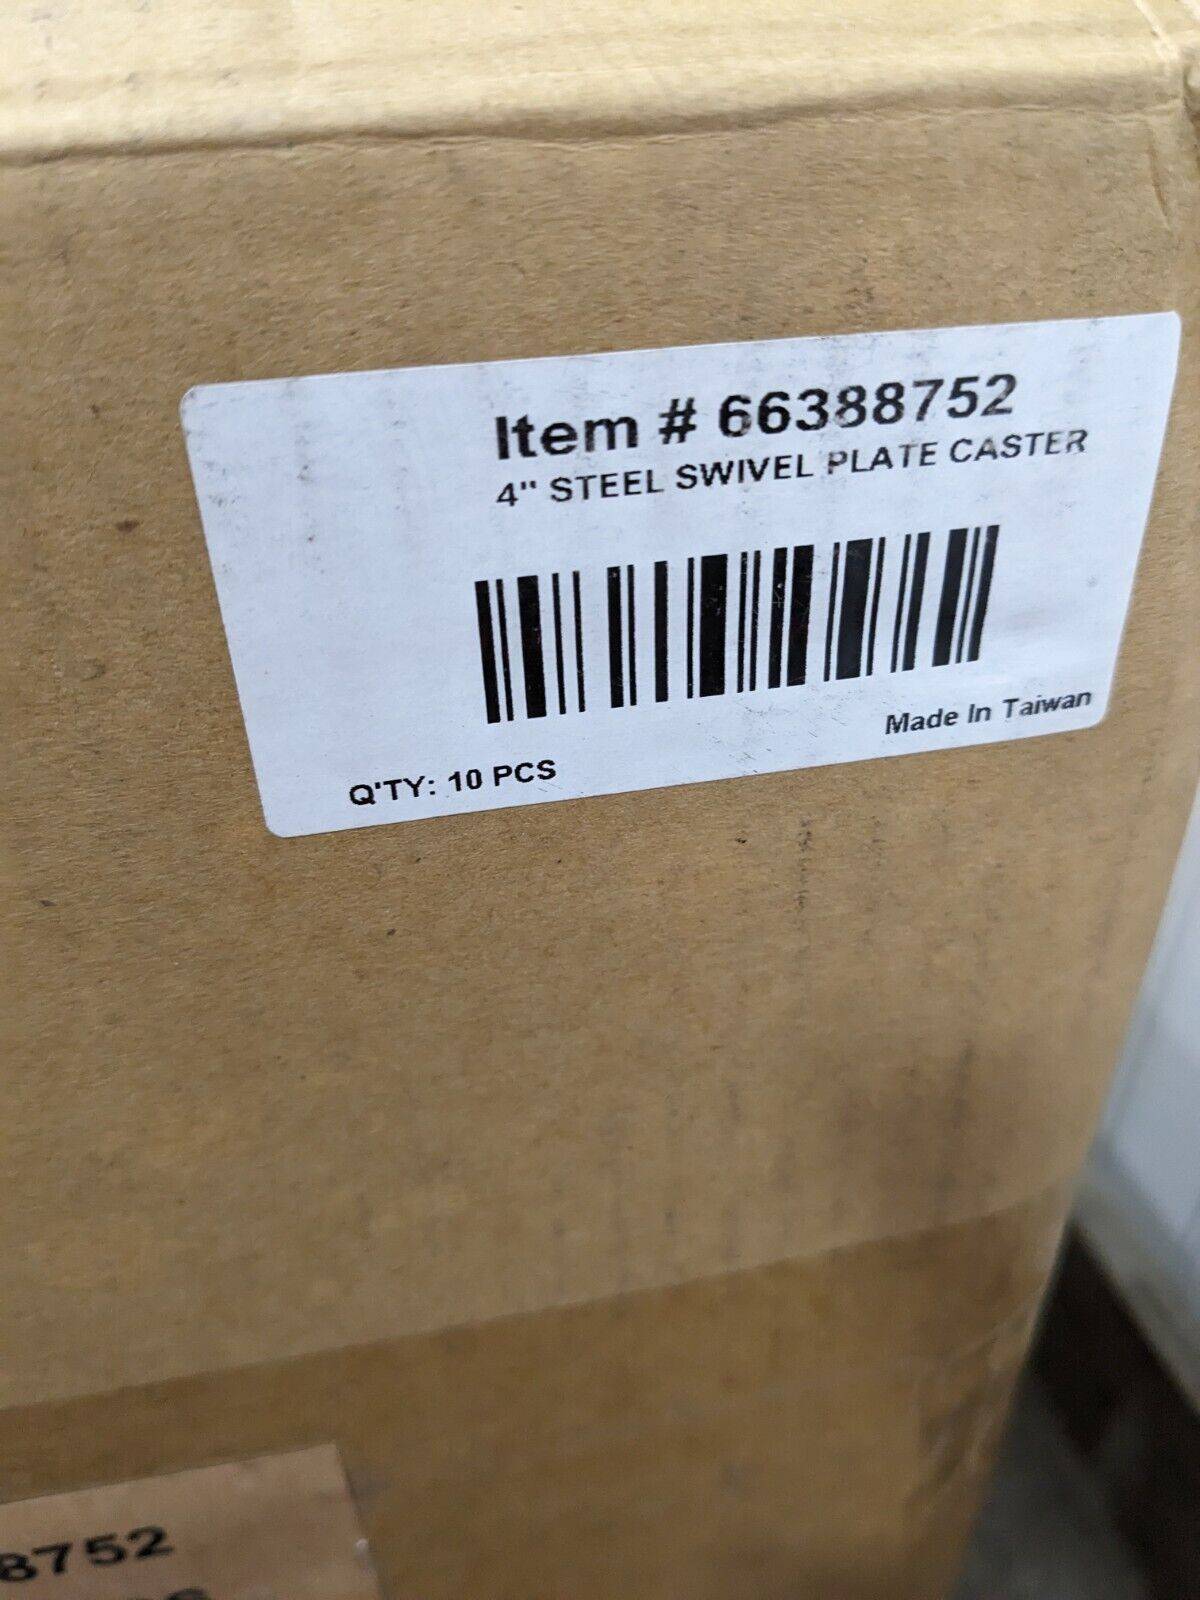 Item # 66388752
4" STEEL SWIVEL PLATE CASTER
Made In Taiwan
Q'TY: 10 PCS
8752